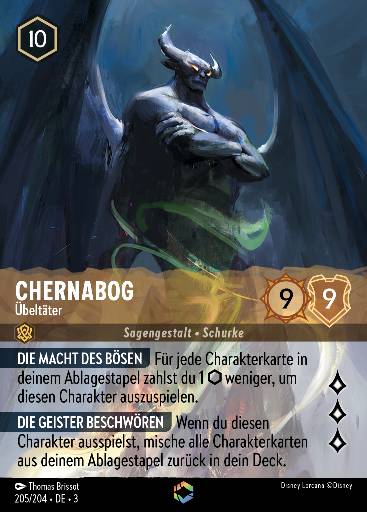 10
CHERNABOG
Übeltäter
9 9
Sagengestalt • Schurke
DIE MACHT DES BÖSEN Für jede Charakterkarte in
deinem Ablagestapel zahlst du 1 weniger, um
diesen Charakter auszuspielen.
DIE GEISTER BESCHWÖREN Wenn du diesen
Charakter ausspielst, mische alle Charakterkarten
aus deinem Ablagestapel zurück in dein Deck.
Thomas Brissot
Disney Lorcana ©Disney
205/204 • DE • 3